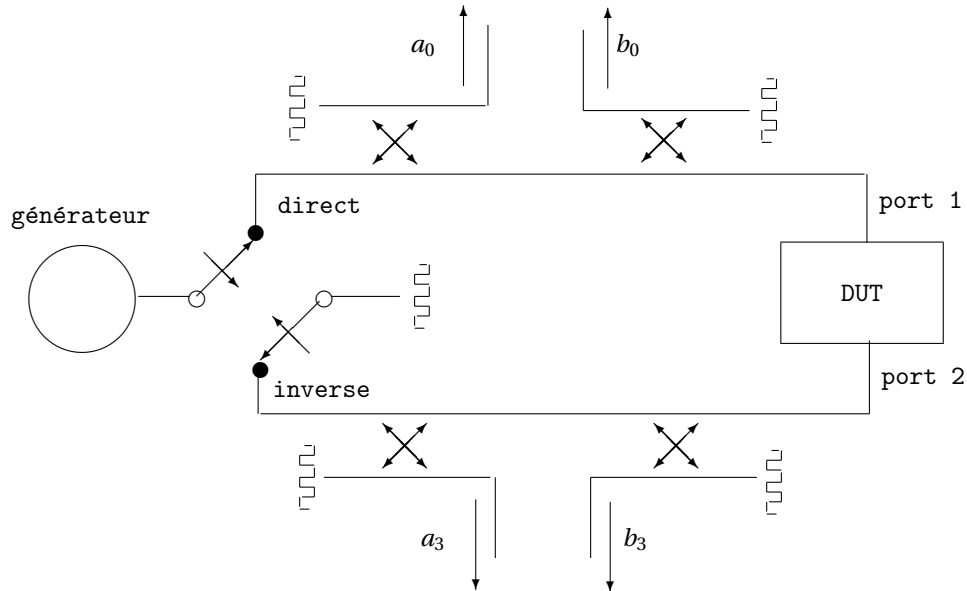 a₀
b₀
port 1
direct
générateur
DUT
port 2
inverse
a₃
b₃